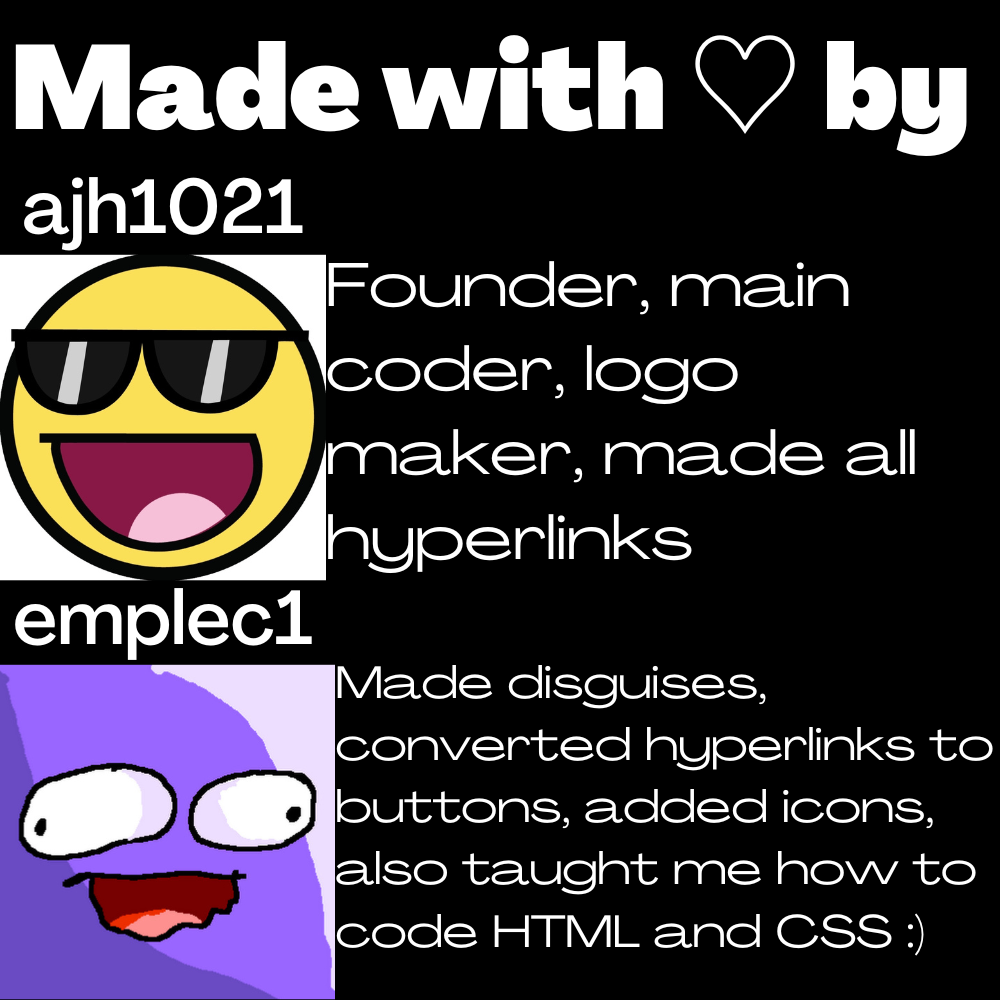 Made with ♡ by
ajh1021
Founder, main
coder, logo
maker, made all
hyperlinks
emplec1
Made disguises,
converted hyperlinks to
buttons, added icons,
also taught me how to
code HTML and CSS :)